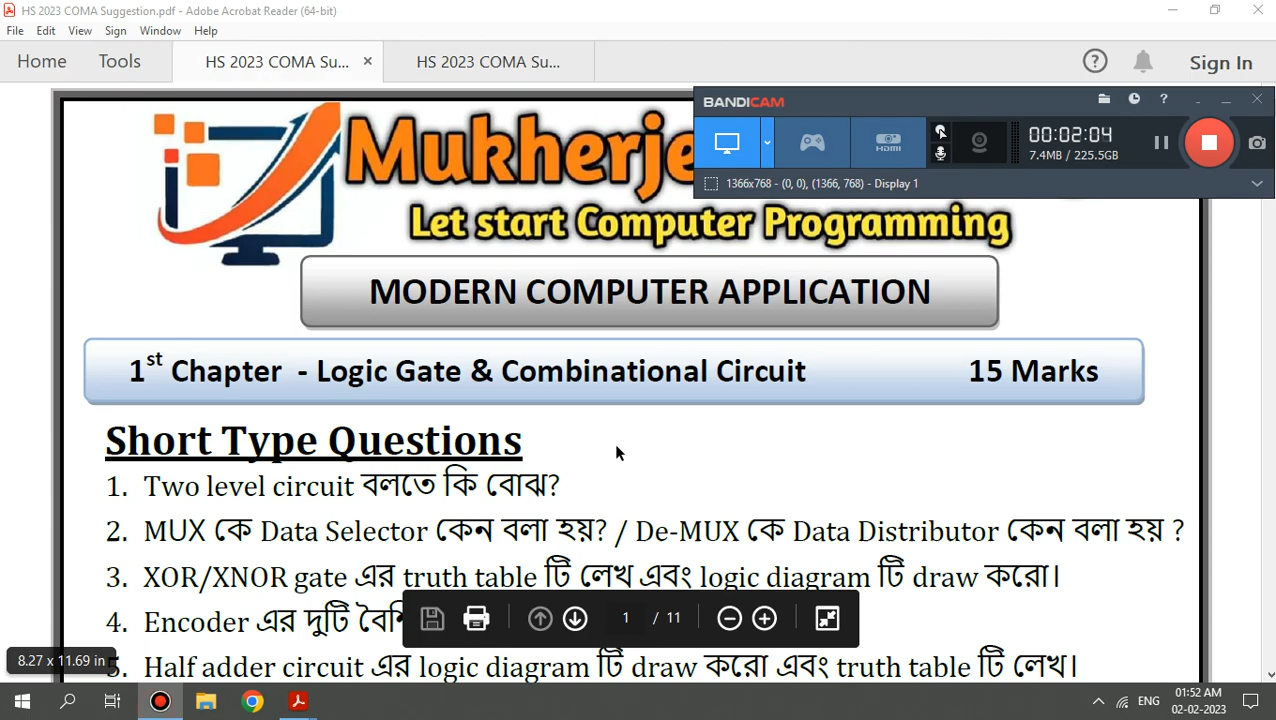 HS 2023 COMA Suggestion.pdf - Adobe Acrobat Reader (64-bit)
File Edit View Sign Window Help
Home Tools HS 2023 COMA Su... × HS 2023 COMA Su... ? Sign In
BANDICAM
00:02:04
HDMI
7.4MB / 225.5GB
1366x768 - (0, 0), (1366, 768) - Display 1
Mukherje
Let start Computer Programming
MODERN COMPUTER APPLICATION
1st Chapter - Logic Gate & Combinational Circuit 15 Marks
Short Type Questions
1. Two level circuit বলতে কি বোঝ?
2. MUX কে Data Selector কেন বলা হয়? / De-MUX কে Data Distributor কেন বলা হয় ?
3. XOR/XNOR gate এর truth table টি লেখ এবং logic diagram টি draw করো।
4. Encoder এর দুটি
1 / 11
8.27 x 11.69 in
5. Half adder circuit এর logic diagram টি draw করো এবং truth table টি লেখ।
ENG
01:52 AM
02-02-2023